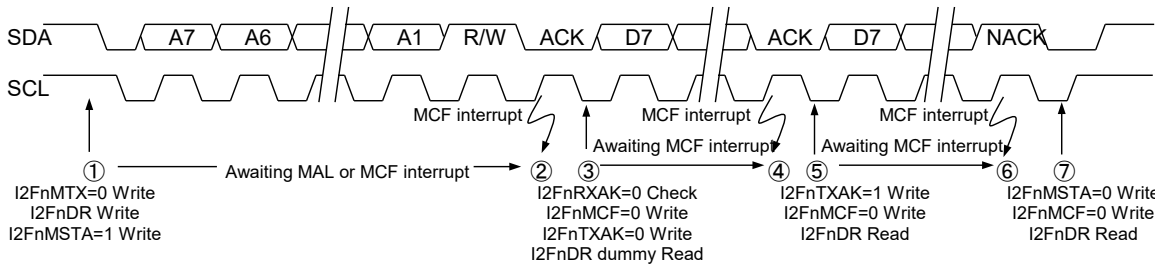 SDA A7 A6 A1 R/W ACK D7 ACK D7 NACK
SCL
MCF interrupt MCF interrupt MCF interrupt
Awaiting MCF interrupt Awaiting MCF interrupt
① Awaiting MAL or MCF interrupt ② ③ ④ ⑤ ⑥ ⑦
I2FnMTX=0 Write I2FnRXAK=0 Check I2FnTXAK=1 Write I2FnMSTA=0 Write
I2FnDR Write I2FnMCF=0 Write I2FnMCF=0 Write I2FnMCF=0 Write
I2FnMSTA=1 Write I2FnTXAK=0 Write I2FnDR Read I2FnDR Read
I2FnDR dummy Read